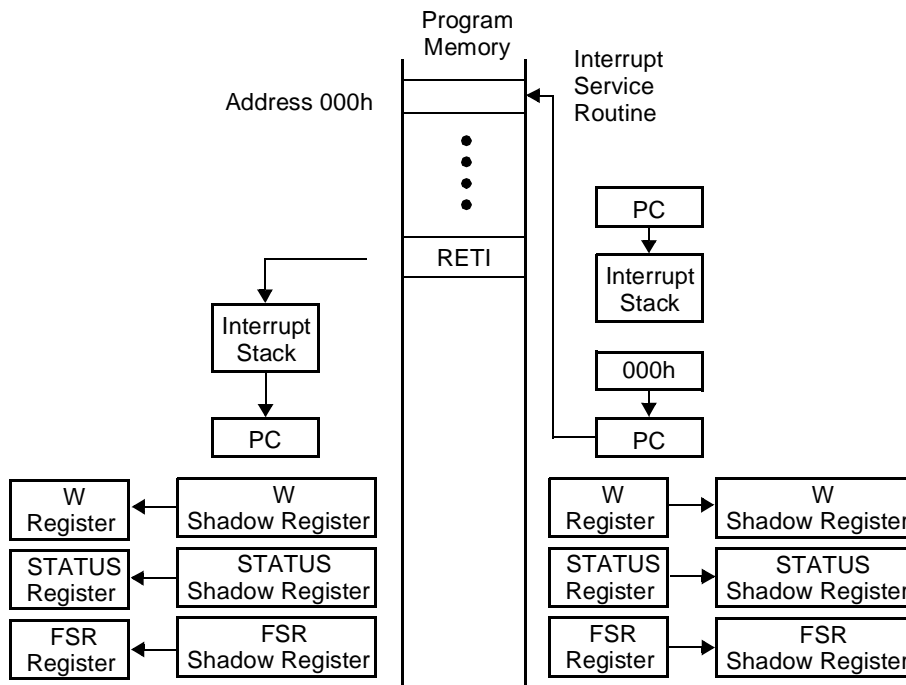 Program
Memory
Address 000h
Interrupt
Service
Routine
RETI
Interrupt
Stack
PC
PC
Interrupt
Stack
000h
PC
W
Register
W
Shadow Register
STATUS
Register
STATUS
Shadow Register
FSR
Register
FSR
Shadow Register
W
Register
W
Shadow Register
STATUS
Register
STATUS
Shadow Register
FSR
Register
FSR
Shadow Register